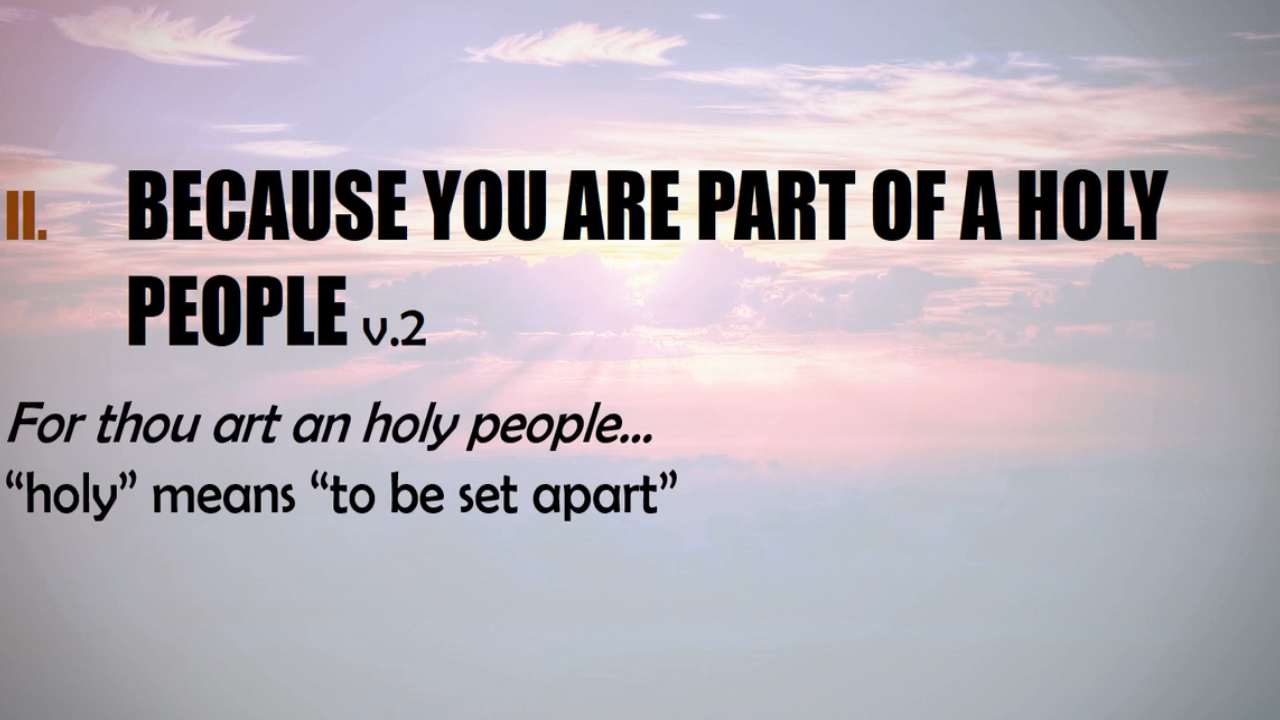 II. BECAUSE YOU ARE PART OF A HOLY
PEOPLE v.2
For thou art an holy people...
“holy” means “to be set apart”